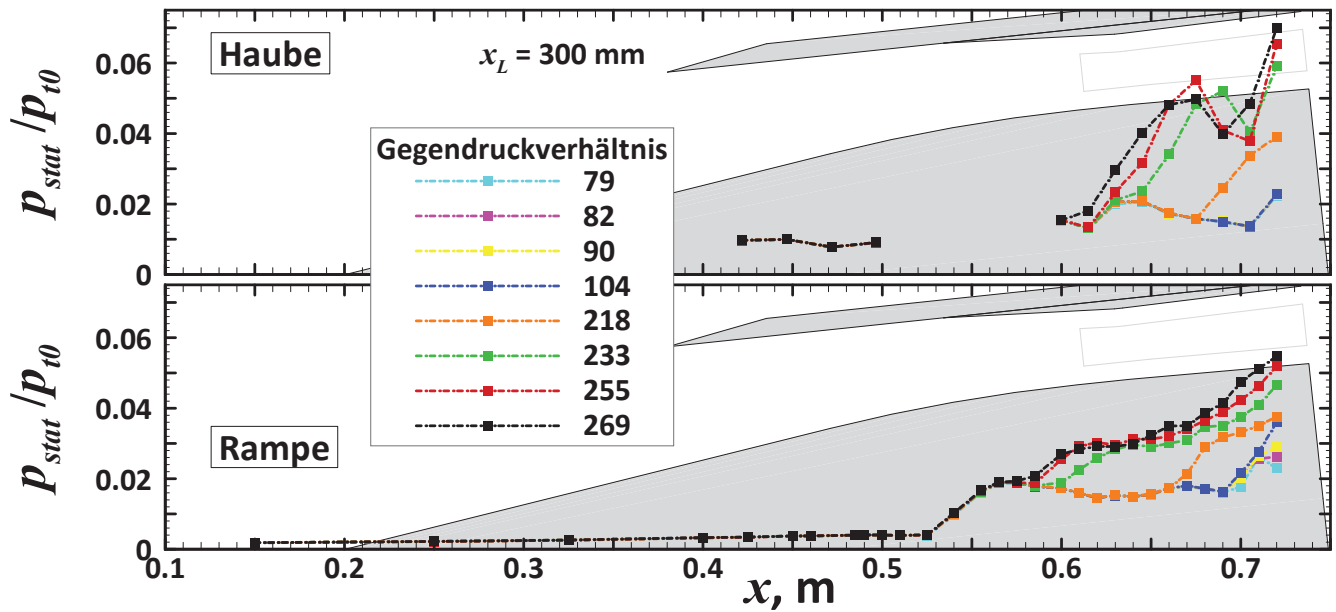 Haube
x_L = 300 mm
p_stat/p_t0
0.06
0.04
0.02
0
Gegendruckverhältnis
79
82
90
104
218
233
255
269
Rampe
p_stat/p_t0
0.06
0.04
0.02
0
0.1 0.2 0.3 0.4 0.5 0.6 0.7
x, m